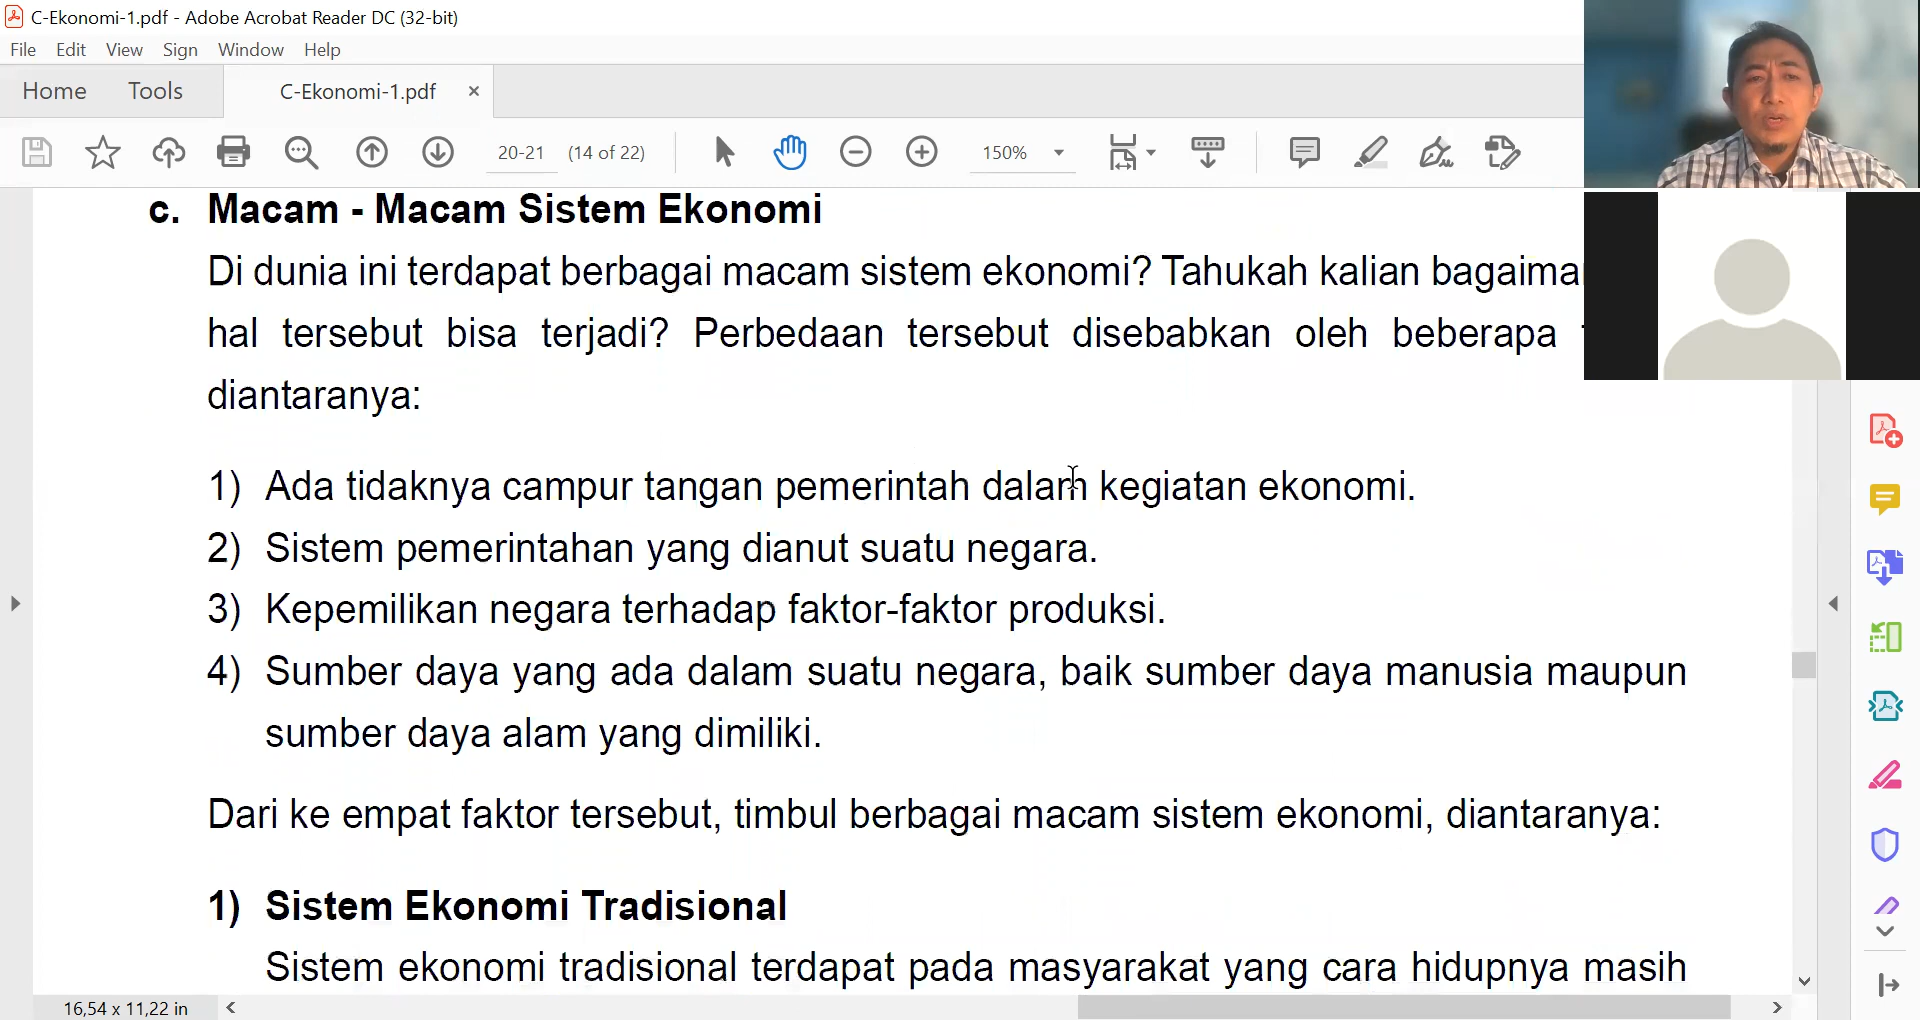 C-Ekonomi-1.pdf - Adobe Acrobat Reader DC (32-bit)
File Edit View Sign Window Help
Home Tools C-Ekonomi-1.pdf ×
20-21 (14 of 22) 150%
c. Macam - Macam Sistem Ekonomi
Di dunia ini terdapat berbagai macam sistem ekonomi? Tahukah kalian
hal tersebut bisa terjadi? Perbedaan tersebut disebabkan oleh beberapa
diantaranya:
1) Ada tidaknya campur tangan pemerintah dalam kegiatan ekonomi.
2) Sistem pemerintahan yang dianut suatu negara.
3) Kepemilikan negara terhadap faktor-faktor produksi.
4) Sumber daya yang ada dalam suatu negara, baik sumber daya manusia maupun
sumber daya alam yang dimiliki.
Dari ke empat faktor tersebut, timbul berbagai macam sistem ekonomi, diantaranya:
1) Sistem Ekonomi Tradisional
Sistem ekonomi tradisional terdapat pada masyarakat yang cara hidupnya masih
16,54 x 11,22 in